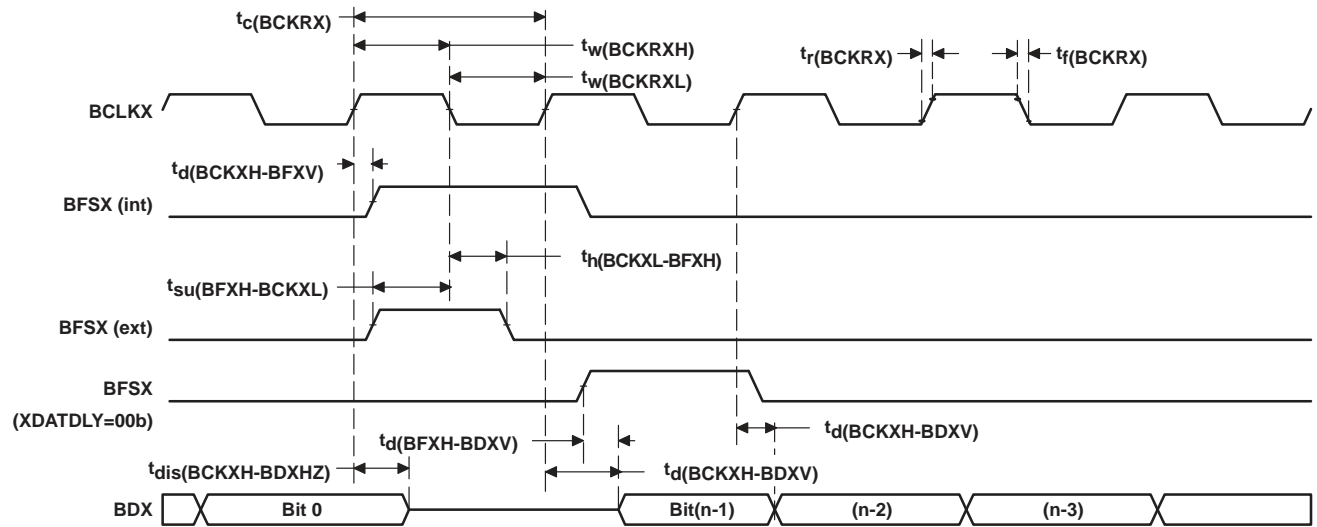 tc(BCKRX)
tw(BCKRXH)
tr(BCKRX)
tf(BCKRX)
tw(BCKRXL)
BCLKX
td(BCKXH-BFXV)
BFSX (int)
th(BCKXL-BFXH)
tsu(BFXH-BCKXL)
BFSX (ext)
BFSX
(XDATDLY=00b)
td(BFXH-BDXV)
td(BCKXH-BDXV)
tdis(BCKXH-BDXHZ)
td(BCKXH-BDXV)
BDX
Bit 0
Bit(n-1)
(n-2)
(n-3)